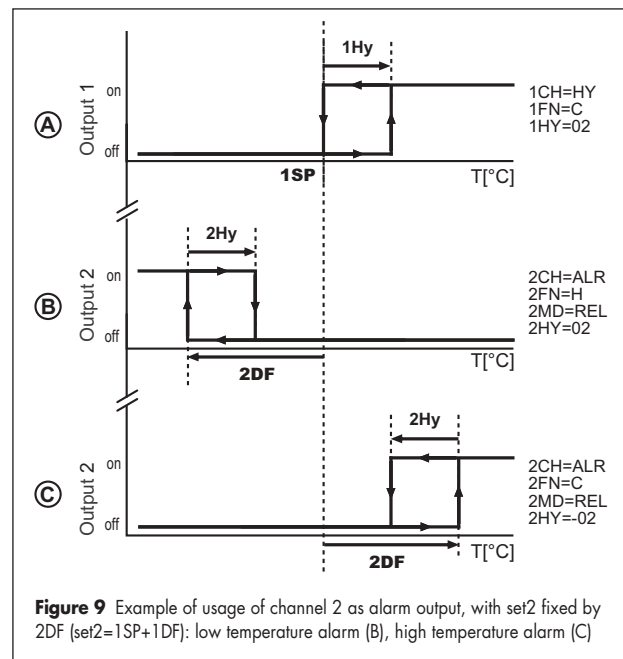 1Hy
on
Output 1
off
A
1CH=HY
1FN=C
1HY=02
1SP
T[°C]
2Hy
on
Output 2
off
B
2CH=ALR
2FN=H
2MD=REL
2HY=02
2DF
T[°C]
2Hy
on
Output 2
off
C
2CH=ALR
2FN=C
2MD=REL
2HY=-02
2DF
T[°C]
Figure 9 Example of usage of channel 2 as alarm output, with set2 fixed by
2DF (set2=1SP+1DF): low temperature alarm (B), high temperature alarm (C)